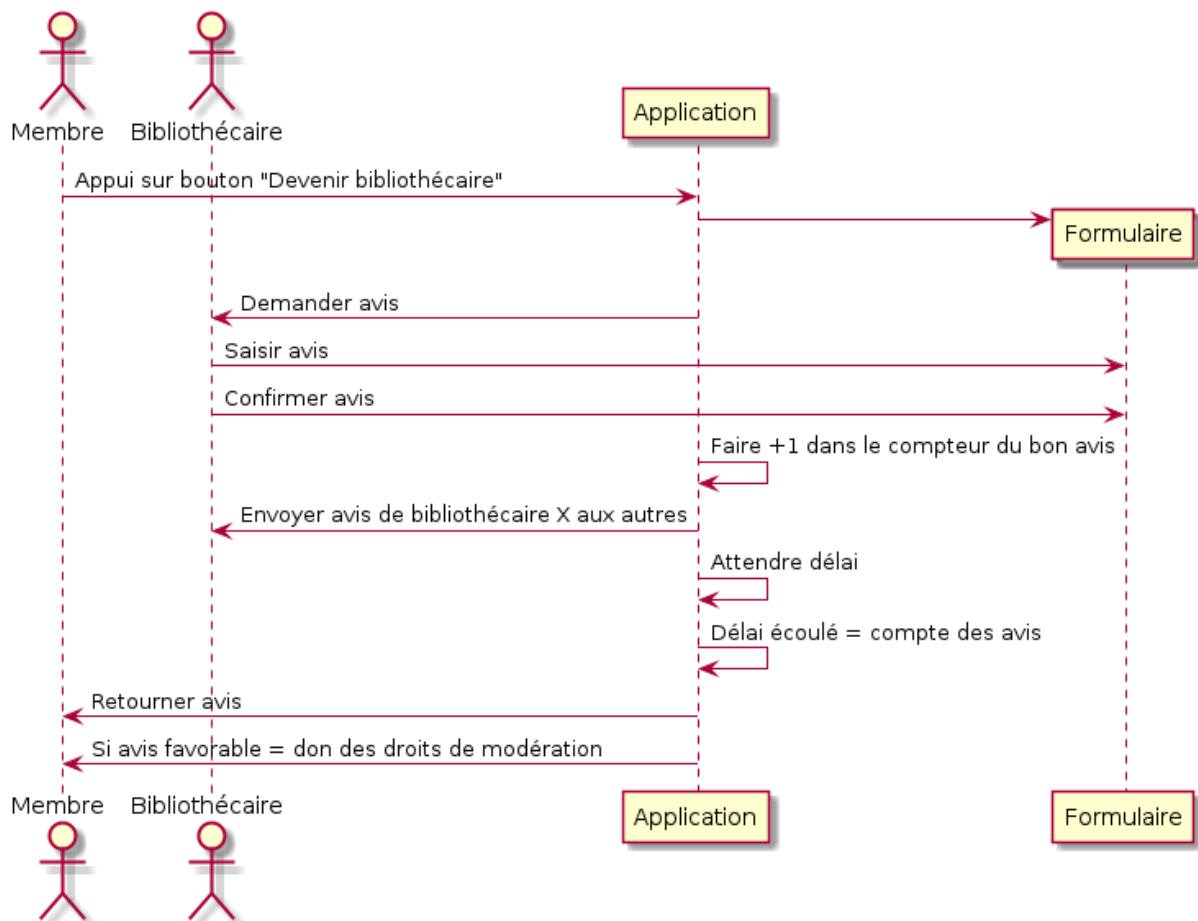 Membre
Bibliothécaire
Application
Appui sur bouton "Devenir bibliothécaire"
Formulaire
Demander avis
Saisir avis
Confirmer avis
Faire +1 dans le compteur du bon avis
Envoyer avis de bibliothécaire X aux autres
Attendre délai
Délai écoulé = compte des avis
Retourner avis
Si avis favorable = don des droits de modération
Membre
Bibliothécaire
Application
Formulaire